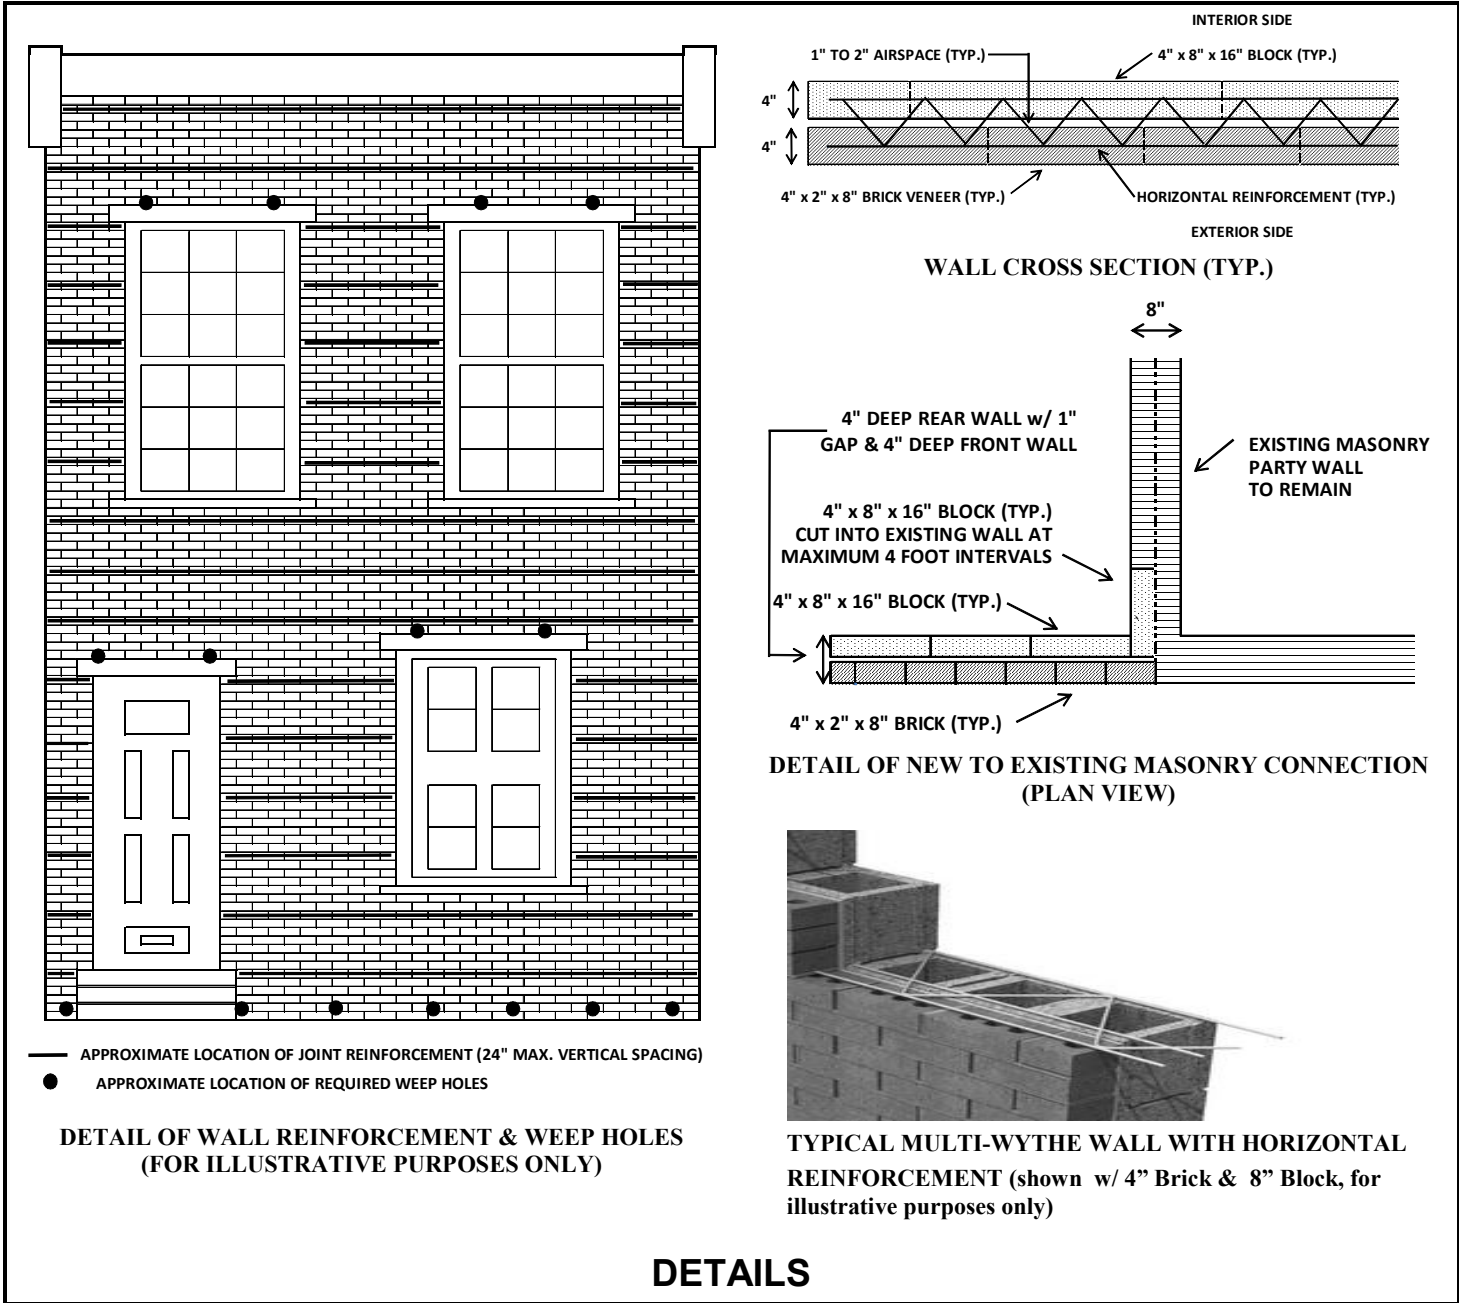 APPROXIMATE LOCATION OF JOINT REINFORCEMENT (24" MAX. VERTICAL SPACING)
APPROXIMATE LOCATION OF REQUIRED WEEP HOLES
DETAIL OF WALL REINFORCEMENT & WEEP HOLES
(FOR ILLUSTRATIVE PURPOSES ONLY)
INTERIOR SIDE
1" TO 2" AIRSPACE (TYP.)
4" x 8" x 16" BLOCK (TYP.)
4"
4"
4" x 2" x 8" BRICK VENEER (TYP.)
HORIZONTAL REINFORCEMENT (TYP.)
EXTERIOR SIDE
WALL CROSS SECTION (TYP.)
8"
4" DEEP REAR WALL w/ 1"
GAP & 4" DEEP FRONT WALL
EXISTING MASONRY
PARTY WALL
TO REMAIN
4" x 8" x 16" BLOCK (TYP.)
CUT INTO EXISTING WALL AT
MAXIMUM 4 FOOT INTERVALS
4" x 8" x 16" BLOCK (TYP.)
4" x 2" x 8" BRICK (TYP.)
DETAIL OF NEW TO EXISTING MASONRY CONNECTION
(PLAN VIEW)
TYPICAL MULTI-WYTHE WALL WITH HORIZONTAL
REINFORCEMENT (shown w/ 4” Brick & 8” Block, for
illustrative purposes only)
DETAILS